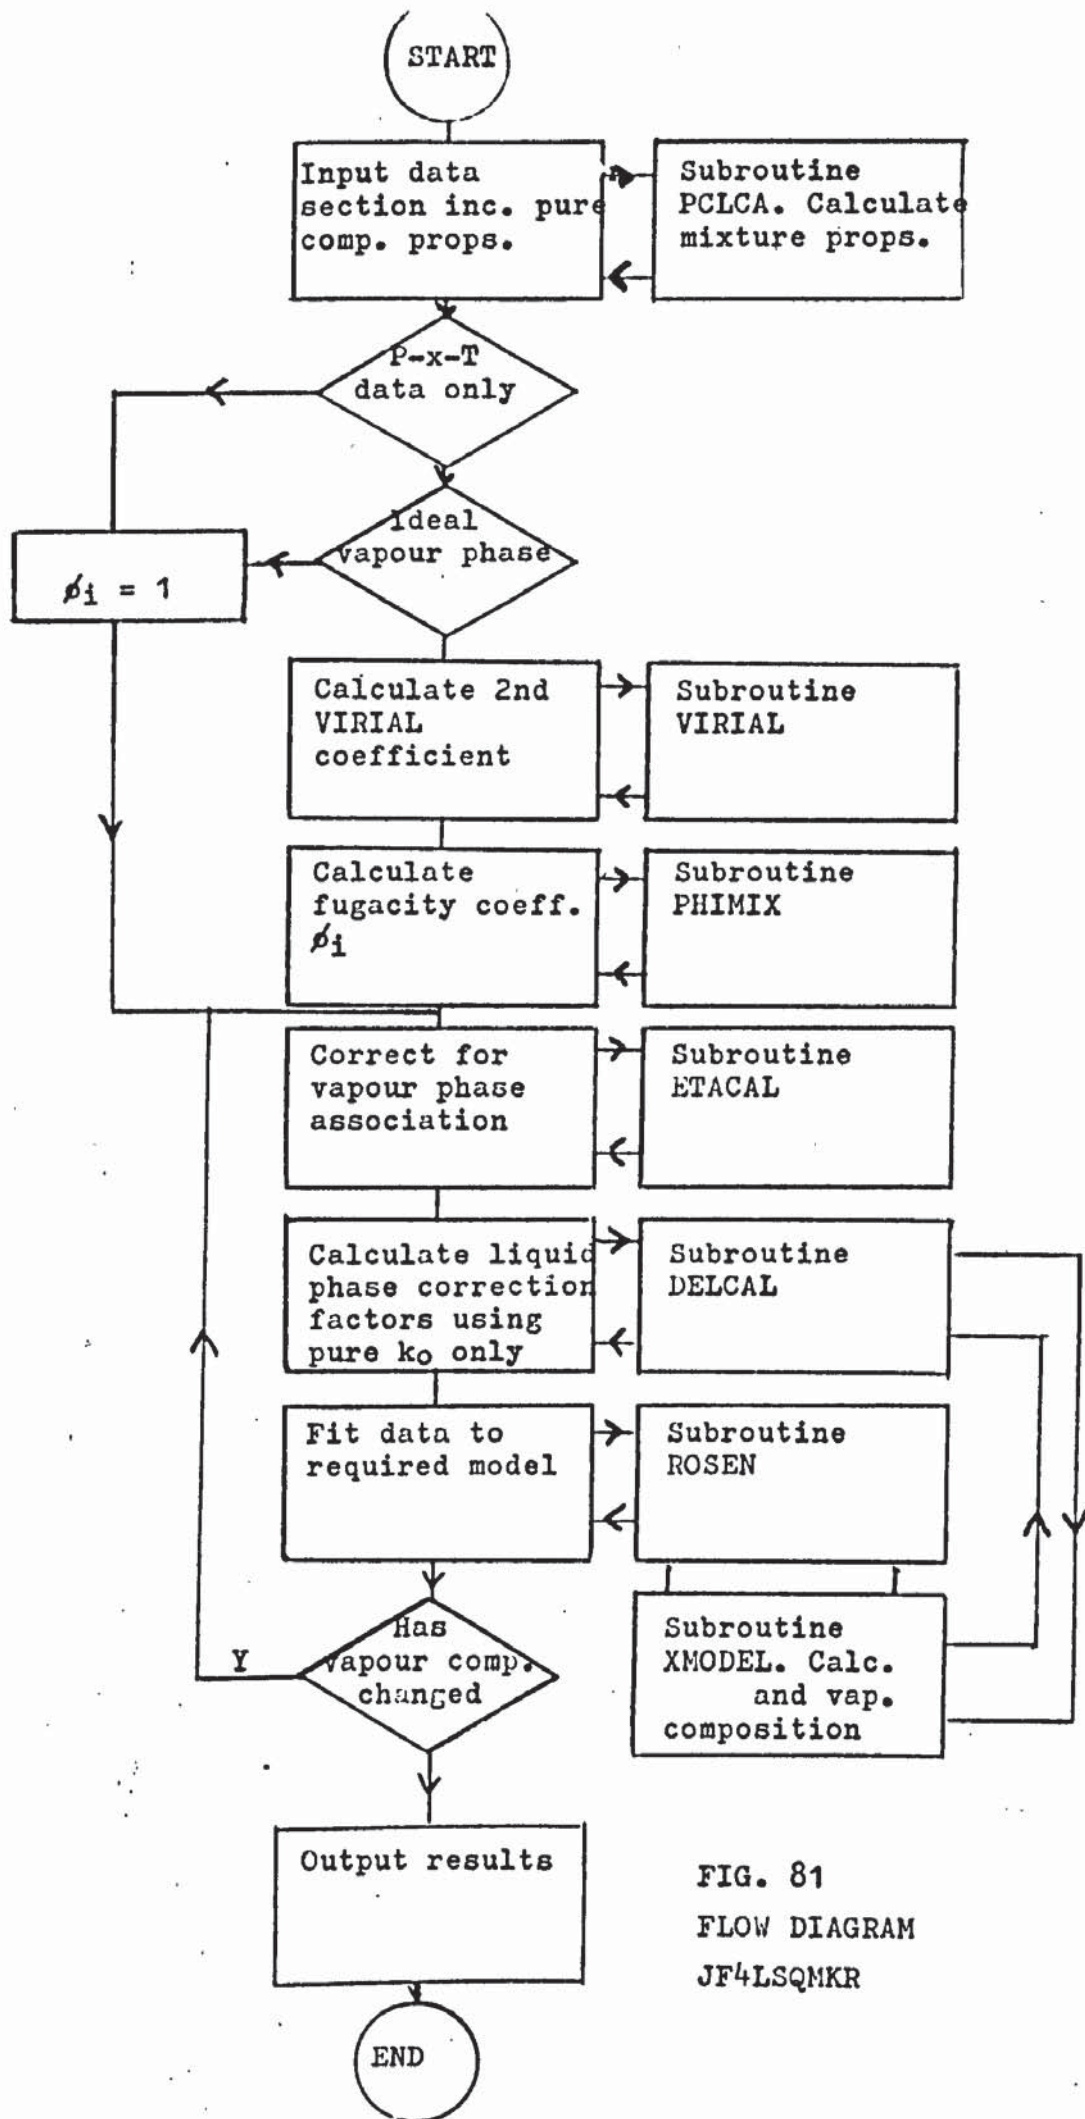 START
Input data
section inc. pure
comp. props.
Subroutine
PCLCA. Calculate
mixture props.
P-x-T
data only
Ideal
vapour phase
ϕi = 1
Calculate 2nd
VIRIAL
coefficient
Subroutine
VIRIAL
Calculate
fugacity coeff.
ϕi
Subroutine
PHIMIX
Correct for
vapour phase
association
Subroutine
ETACAL
Calculate liquid
phase correction
factors using
pure ko only
Subroutine
DELCAL
Fit data to
required model
Subroutine
ROSEN
Has
vapour comp.
changed
Y
Subroutine
XMODEL. Calc.
and vap.
composition
Output results
FIG. 81
FLOW DIAGRAM
JF4LSQMKR
END